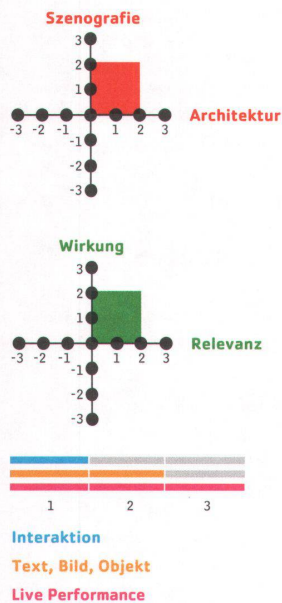 Szenografie
3
2
1
-3 -2 -1 1 2 3 Architektur
-1
-2
-3
Wirkung
3
2
1
-3 -2 -1 1 2 3 Relevanz
-1
-2
-3
1 2 3
Interaktion
Text, Bild, Objekt
Live Performance